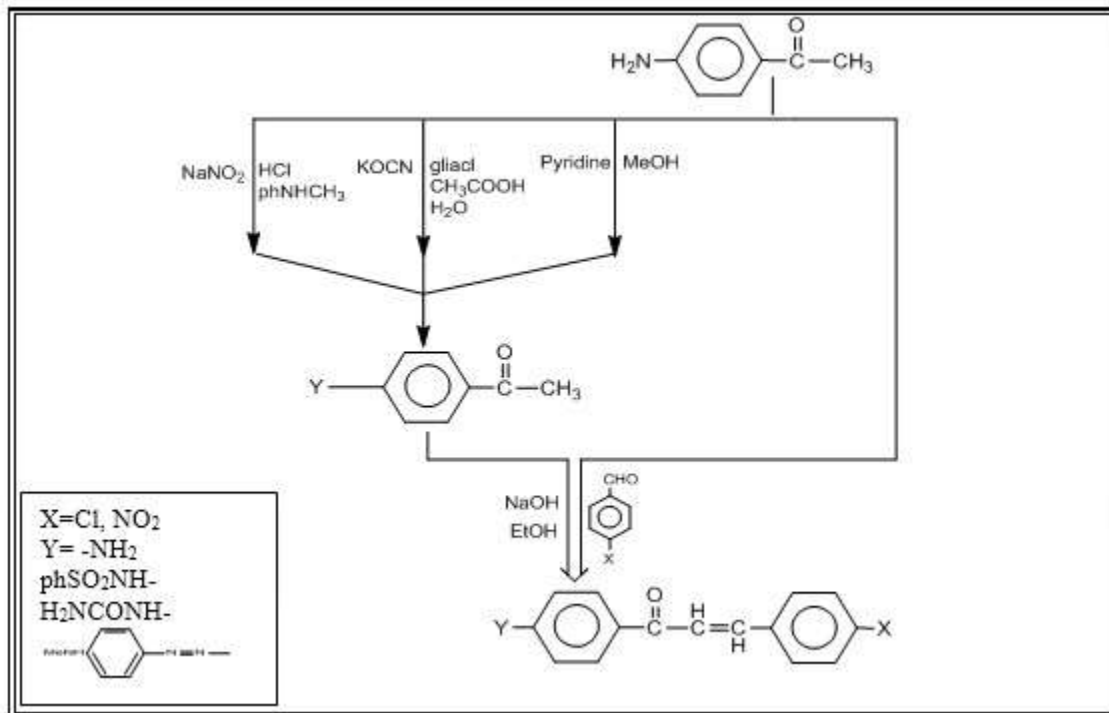 O
H₂N C CH₃
NaNO₂ HCl
phNHCH₃
KOCN gliacl
CH₃COOH
H₂O
Pyridine MeOH
O
Y C CH₃
NaOH
EtOH
CHO
X
X=Cl, NO₂
Y= -NH₂
phSO₂NH-
H₂NCONH-
MeNH N=N
O H
Y C C=C X
H